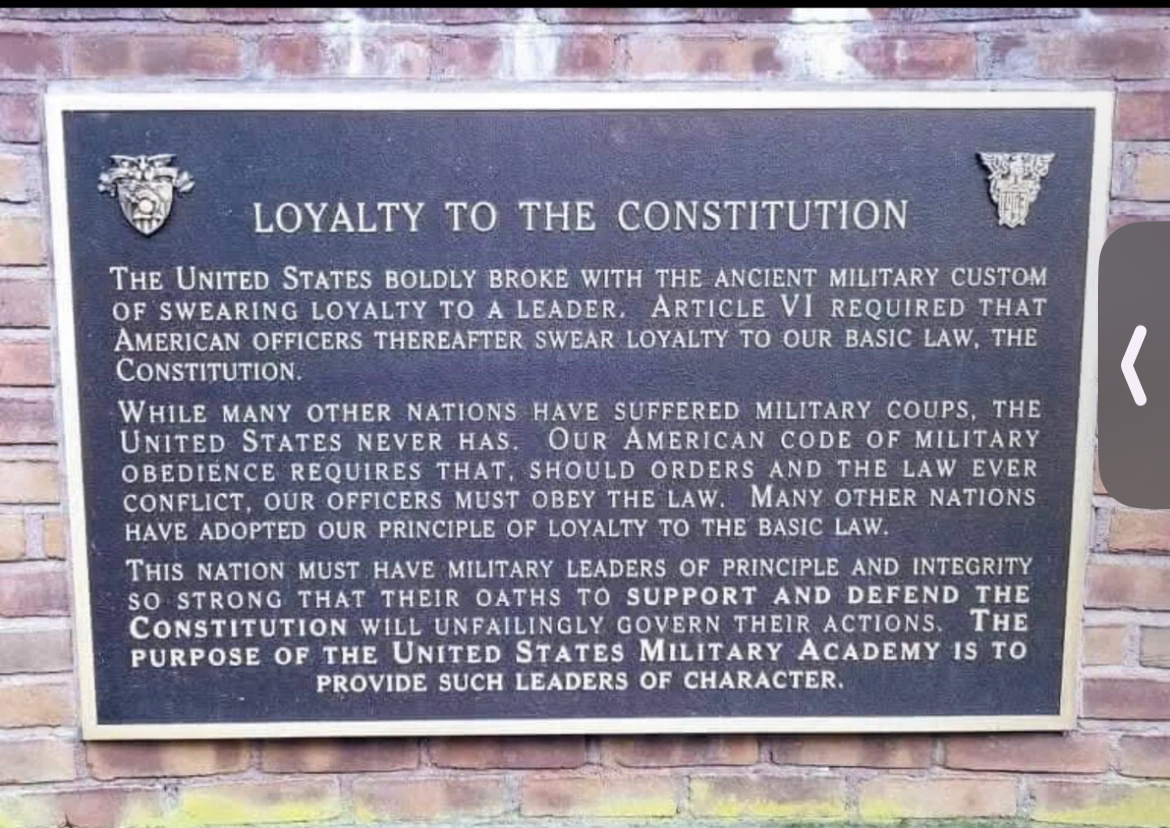 LOYALTY TO THE CONSTITUTION
THE UNITED STATES BOLDLY BROKE WITH THE ANCIENT MILITARY CUSTOM
OF SWEARING LOYALTY TO A LEADER. ARTICLE VI REQUIRED THAT
AMERICAN OFFICERS THEREAFTER SWEAR LOYALTY TO OUR BASIC LAW, THE
CONSTITUTION.
WHILE MANY OTHER NATIONS HAVE SUFFERED MILITARY COUPS, THE
UNITED STATES NEVER HAS. OUR AMERICAN CODE OF MILITARY
OBEDIENCE REQUIRES THAT, SHOULD ORDERS AND THE LAW EVER
CONFLICT, OUR OFFICERS MUST OBEY THE LAW. MANY OTHER NATIONS
HAVE ADOPTED OUR PRINCIPLE OF LOYALTY TO THE BASIC LAW.
THIS NATION MUST HAVE MILITARY LEADERS OF PRINCIPLE AND INTEGRITY
SO STRONG THAT THEIR OATHS TO SUPPORT AND DEFEND THE
CONSTITUTION WILL UNFAILINGLY GOVERN THEIR ACTIONS. THE
PURPOSE OF THE UNITED STATES MILITARY ACADEMY IS TO
PROVIDE SUCH LEADERS OF CHARACTER.